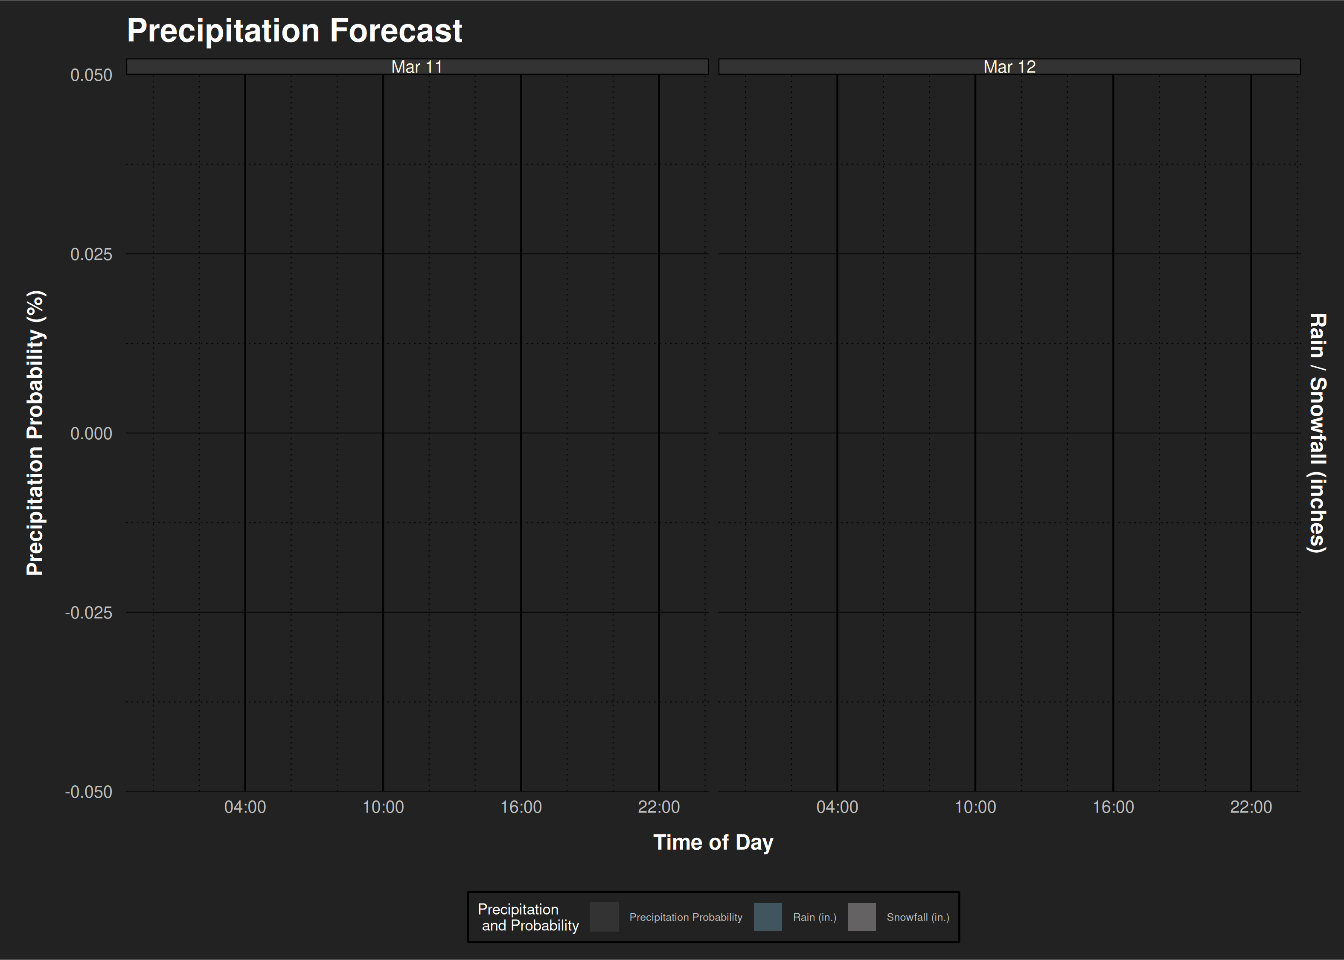 Precipitation Forecast
Mar 11
Mar 12
0.050
0.025
0.000
-0.025
-0.050
Precipitation Probability (%)
Rain / Snowfall (inches)
04:00
10:00
16:00
22:00
04:00
10:00
16:00
22:00
Time of Day
Precipitation
and Probability
Precipitation Probability
Rain (in.)
Snowfall (in.)